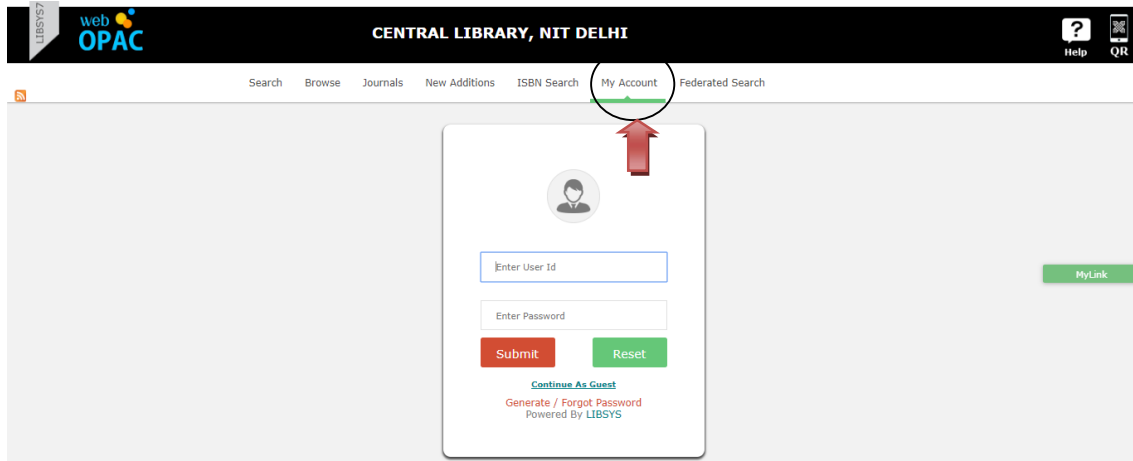 LIBSYS7
web
OPAC
CENTRAL LIBRARY, NIT DELHI
Help
QR
Search Browse Journals New Additions ISBN Search My Account Federated Search
Enter User Id
MyLink
Enter Password
Submit Reset
Continue As Guest
Generate / Forgot Password
Powered By LIBSYS